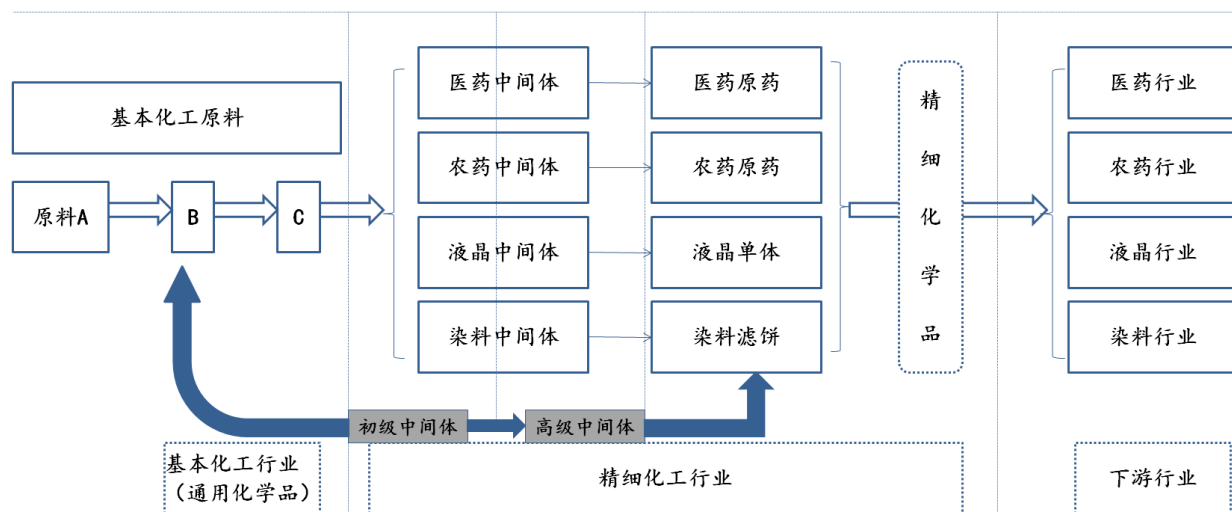 基本化工原料
原料A
B
C
医药中间体
农药中间体
液晶中间体
染料中间体
医药原药
农药原药
液晶单体
染料滤饼
精
细
化
学
品
医药行业
农药行业
液晶行业
染料行业
初级中间体
高级中间体
基本化工行业
（通用化学品）
精细化工行业
下游行业